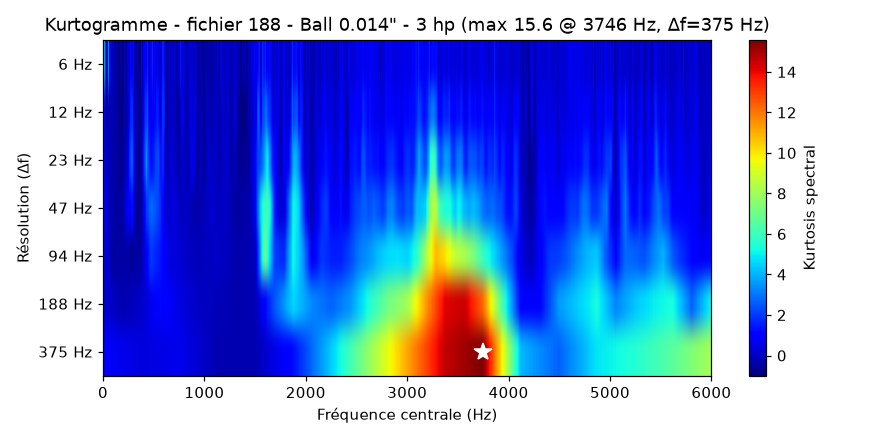 Kurtogramme - fichier 188 - Ball 0.014" - 3 hp (max 15.6 @ 3746 Hz, Δf=375 Hz)
6 Hz
12 Hz
23 Hz
47 Hz
94 Hz
188 Hz
375 Hz
Résolution (Δf)
0 1000 2000 3000 4000 5000 6000
Fréquence centrale (Hz)
14
12
10
8
6
4
2
0
Kurtosis spectral